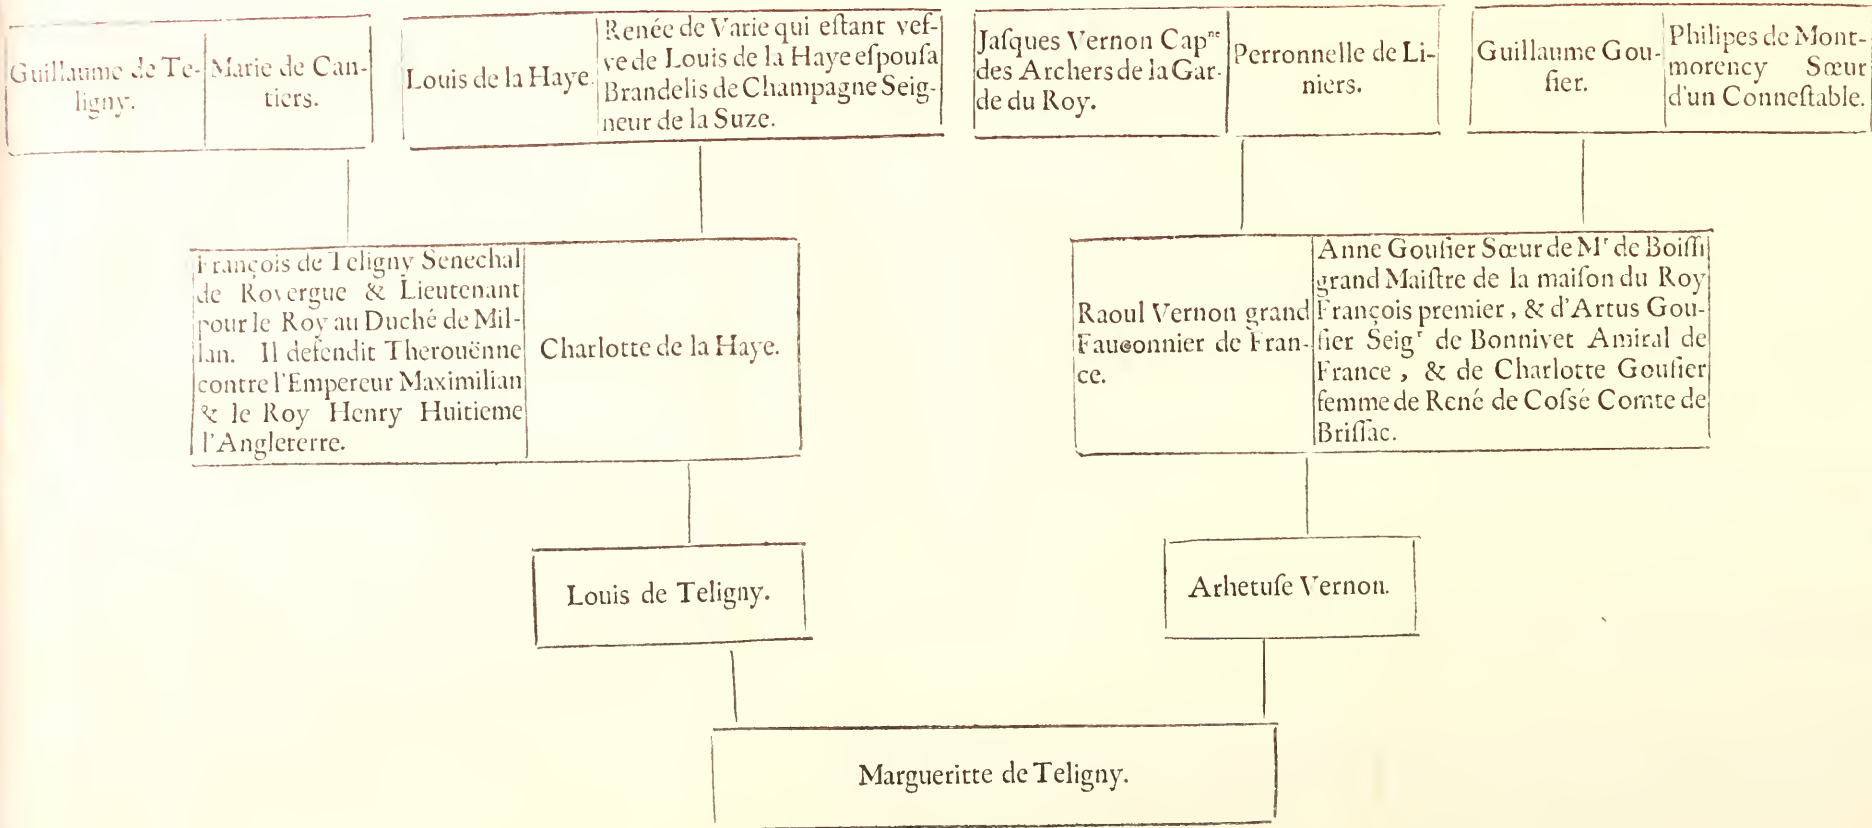 Guillaume de Te-
ligny.
Marie de Can-
tiers.
Louis de la Haye.
Renée de Varie qui eſtant vef-
ve de Louis de la Haye eſpouſa
Brandelis de Champagne Seig-
neur de la Suze.
Jaſques Vernon Capⁿᵉ
des Archers de la Gar-
de du Roy.
Perronnelle de Li-
niers.
Guillaume Gou-
fier.
Philipes de Mont-
morency Sœur
d'un Conneſtable.
François de Teligny Senechal
de Rovergue & Lieutenant
pour le Roy au Duché de Mil-
lan. Il defendit Therouënne
contre l'Empereur Maximilian
& le Roy Henry Huitieme
l'Angleterre.
Charlotte de la Haye.
Raoul Vernon grand
Fauconnier de Fran-
ce.
Anne Goufier Sœur de Mʳ de Boiſſi
grand Maiſtre de la maiſon du Roy
François premier, & d'Artus Gou-
fier Seigʳ de Bonnivet Amiral de
France, & de Charlotte Goufier
femme de René de Coſsé Comte de
Briſſac.
Louis de Teligny.
Arhetuſe Vernon.
Margueritte de Teligny.